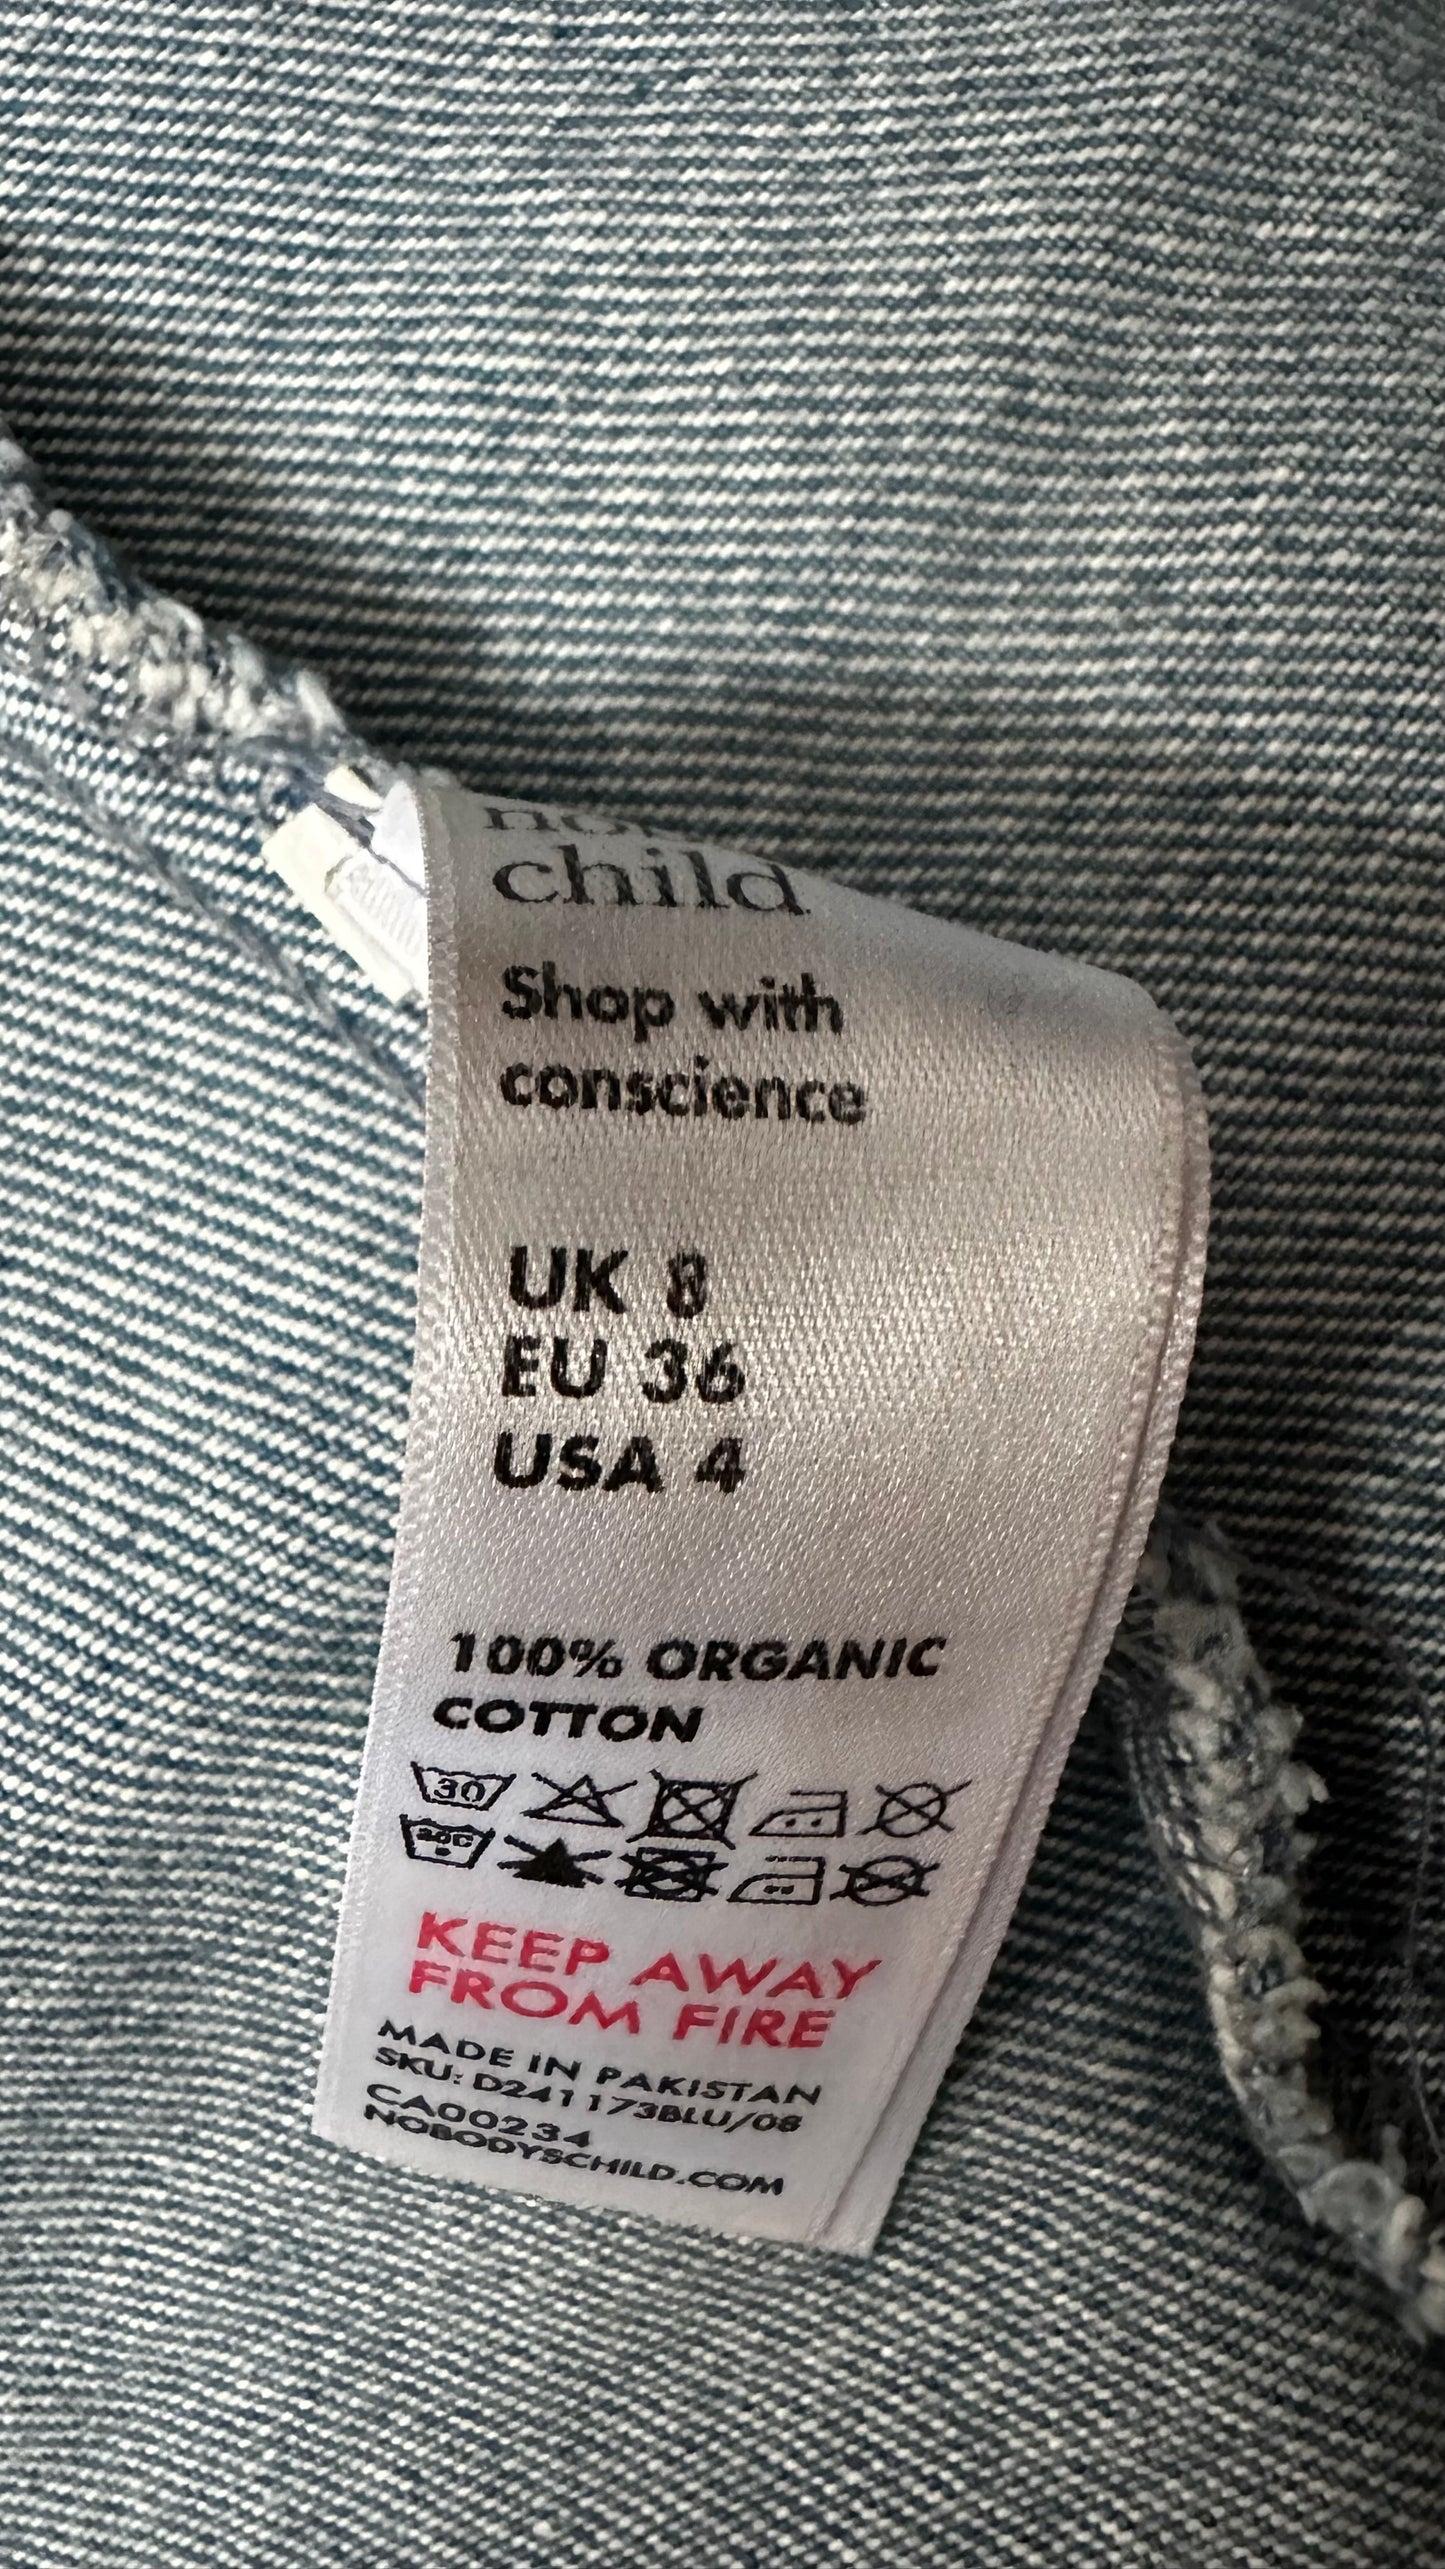 child
Shop with
conscience
UK 8
EU 36
USA 4
100% ORGANIC
COTTON
30
KEEP AWAY
FROM FIRE
MADE IN PAKISTAN
SKU: D241173BLU/08
CA00234
NOBODYSCHILD.COM